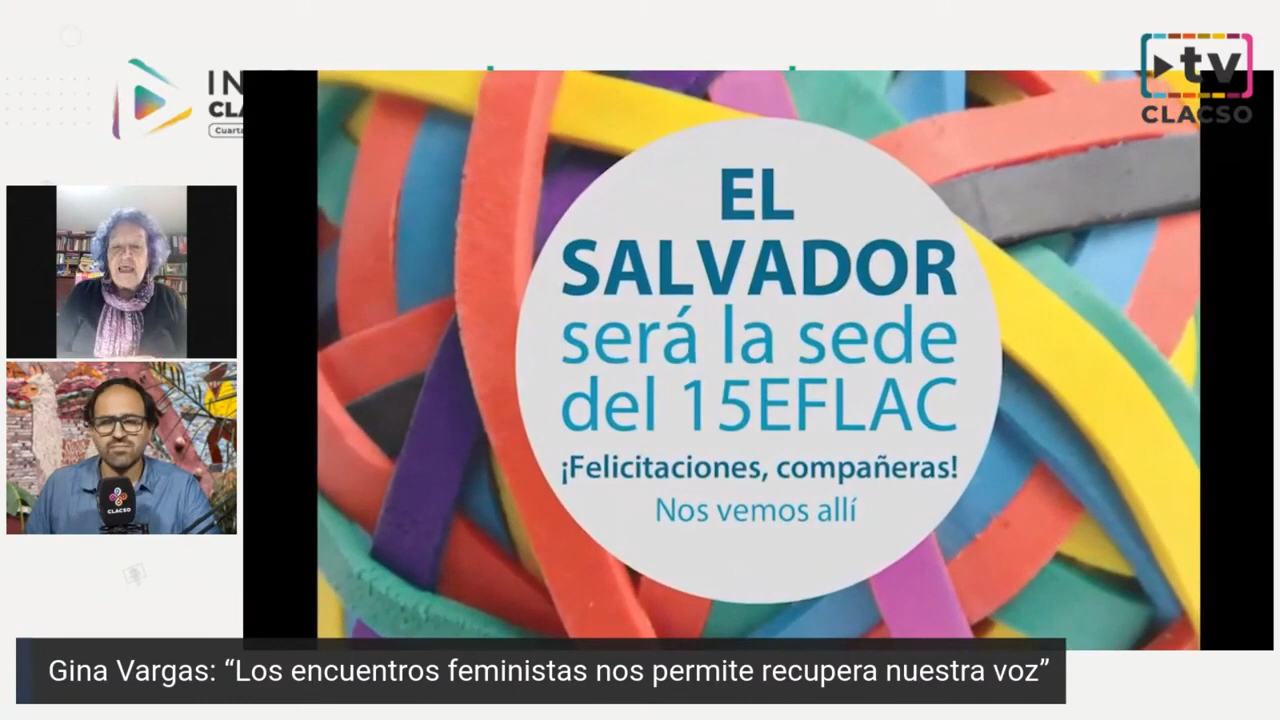 tv
CLACSO
EL
SALVADOR
será la sede
del 15EFLAC
¡Felicitaciones, compañeras!
Nos vemos allí
CLACSO
Gina Vargas: “Los encuentros feministas nos permite recupera nuestra voz”